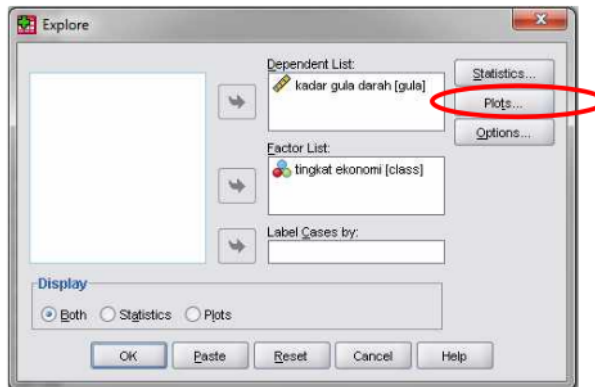 Explore
Dependent List:
kadar gula darah [gula]
Statistics...
Plots...
Options...
Factor List:
tingkat ekonomi [class]
Label Cases by:
Display
Both Statistics Plots
OK Paste Reset Cancel Help